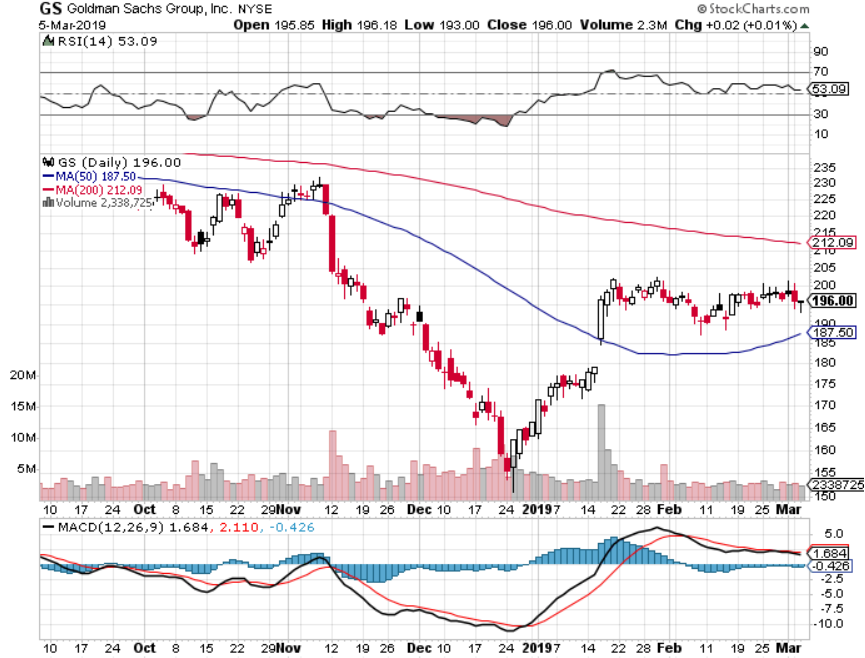 GS Goldman Sachs Group, Inc. NYSE © StockCharts.com
5-Mar-2019 Open 195.85 High 196.18 Low 193.00 Close 196.00 Volume 2.3M Chg +0.02 (+0.01%)
RSI(14) 53.09
90
70
53.09
30
10
GS (Daily) 196.00
MA(50) 187.50
MA(200) 212.09
Volume 2,338,725
235
230
225
220
215
212.09
210
205
200
196.00
190
187.50
185
180
175
170
165
160
155
150
20M
15M
10M
5M
2338725
10 17 24 Oct 8 15 22 29 Nov 12 19 26 Dec 10 17 24 2019 7 14 22 28 Feb 11 19 25 Mar
MACD(12,26,9) 1.684, 2.110, -0.426
5.0
1.684
-0.426
-2.5
-5.0
-7.5
-10.0
10 17 24 Oct 8 15 22 29 Nov 12 19 26 Dec 10 17 24 2019 7 14 22 28 Feb 11 19 25 Mar